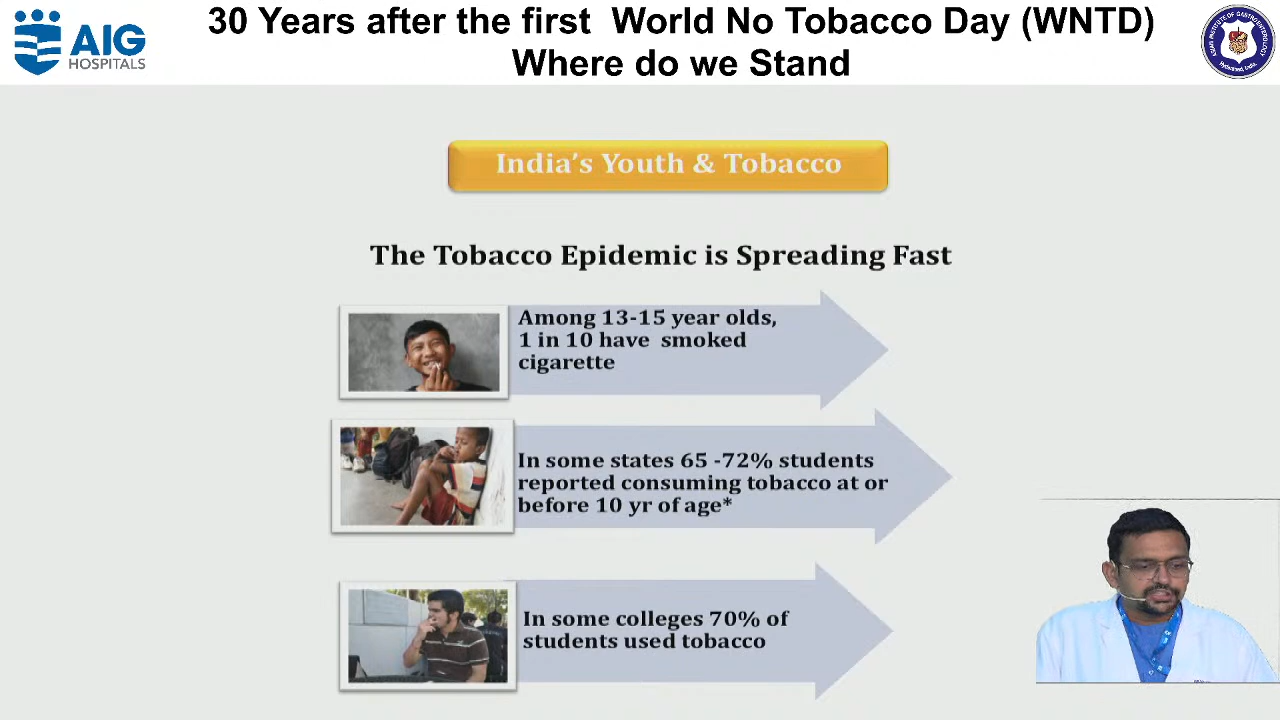 30 Years after the first World No Tobacco Day (WNTD)
Where do we Stand
AIG
HOSPITALS
India's Youth & Tobacco
The Tobacco Epidemic is Spreading Fast
Among 13-15 year olds,
1 in 10 have smoked
cigarette
In some states 65 -72% students
reported consuming tobacco at or
before 10 yr of age*
In some colleges 70% of
students used tobacco